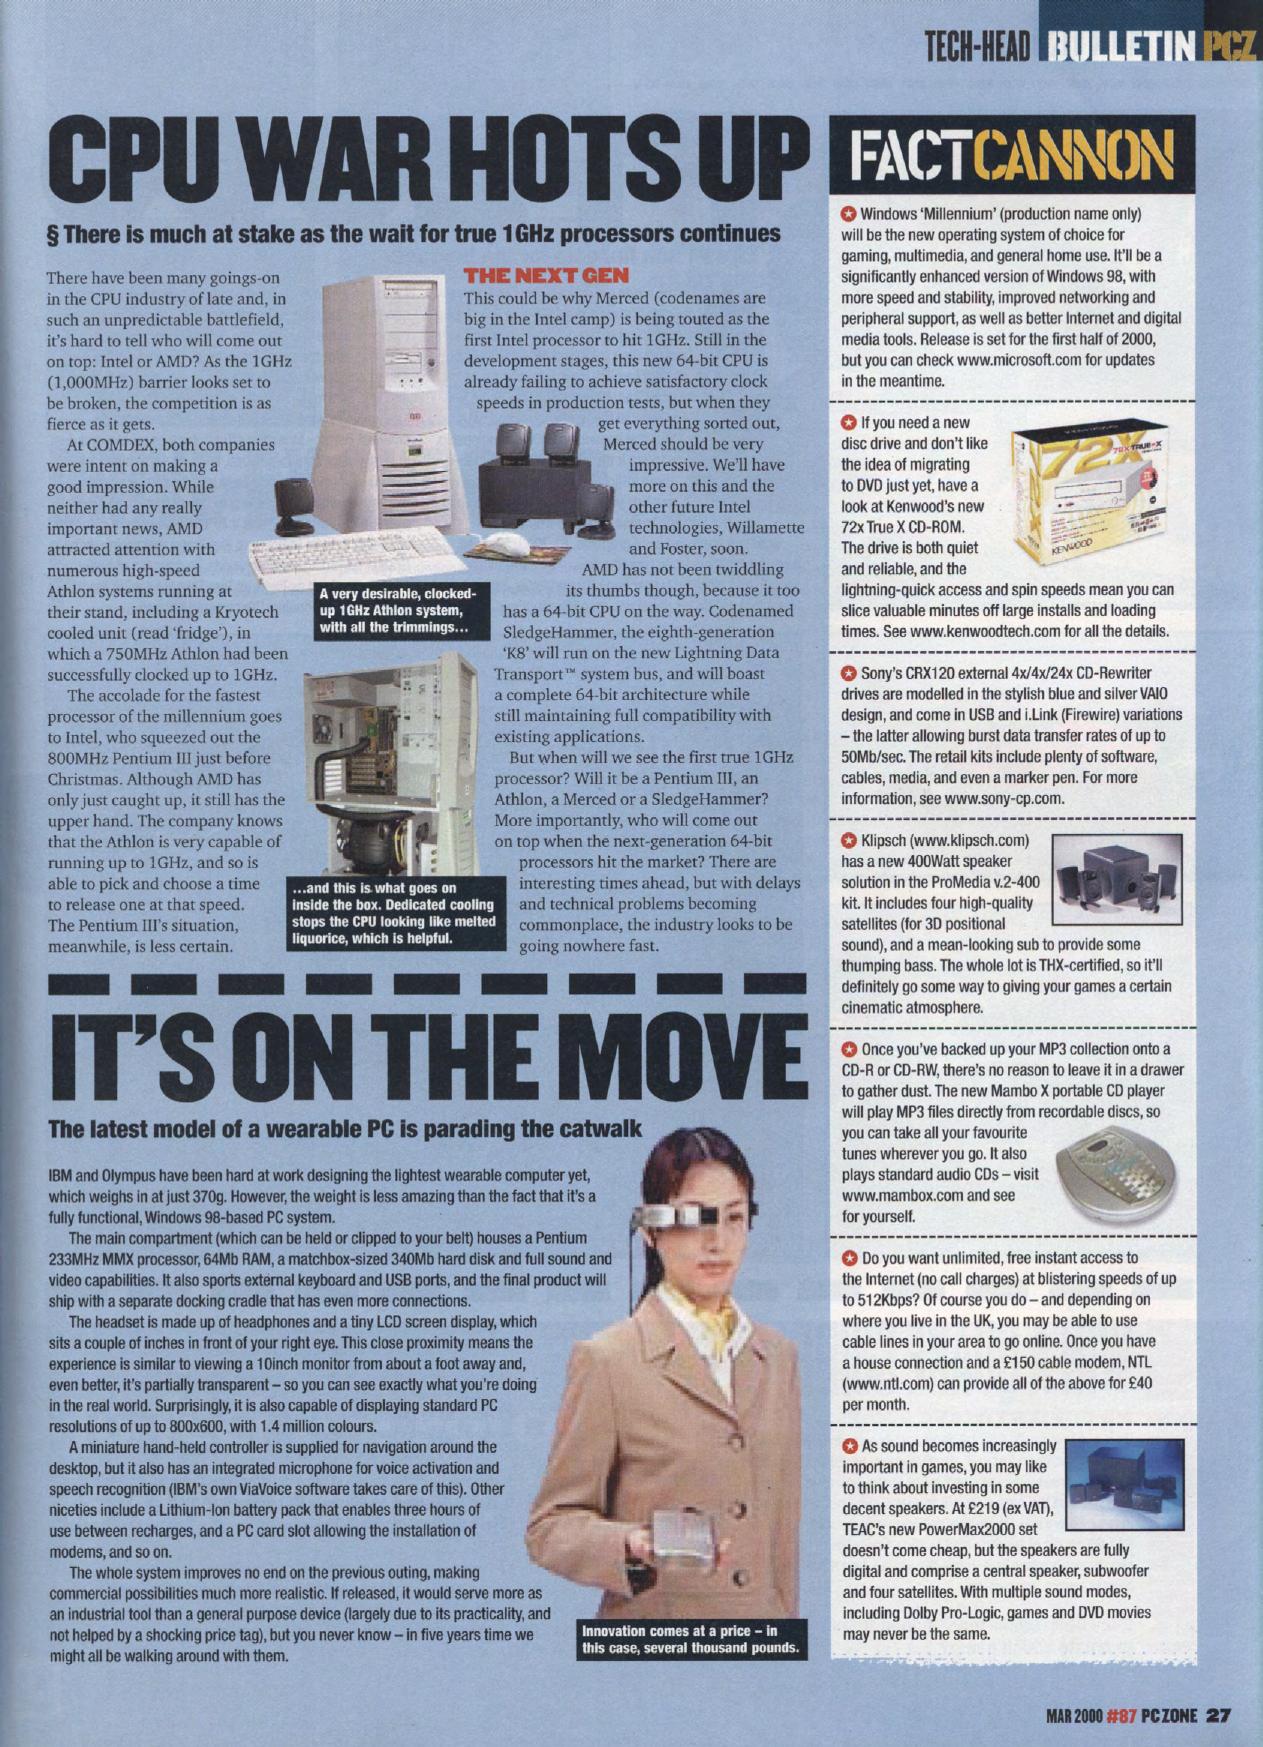 TECH-HEAD BULLETIN PCZ
CPU WAR HOTS UP
§ There is much at stake as the wait for true 1GHz processors continues
There have been many goings-on
in the CPU industry of late and, in
such an unpredictable battlefield,
it's hard to tell who will come out
on top: Intel or AMD? As the 1GHz
(1,000MHz) barrier looks set to
be broken, the competition is as
fierce as it gets.
At COMDEX, both companies
were intent on making a
good impression. While
neither had any really
important news, AMD
attracted attention with
numerous high-speed
Athlon systems running at
their stand, including a Kryotech
cooled unit (read 'fridge'), in
which a 750MHz Athlon had been
successfully clocked up to 1GHz.
The accolade for the fastest
processor of the millennium goes
to Intel, who squeezed out the
800MHz Pentium III just before
Christmas. Although AMD has
only just caught up, it still has the
upper hand. The company knows
that the Athlon is very capable of
running up to 1GHz, and so is
able to pick and choose a time
to release one at that speed.
The Pentium III's situation,
meanwhile, is less certain.
A very desirable, clocked-
up 1GHz Athlon system,
with all the trimmings...
...and this is what goes on
inside the box. Dedicated cooling
stops the CPU looking like melted
liquorice, which is helpful.
THE NEXT GEN
This could be why Merced (codenames are
big in the Intel camp) is being touted as the
first Intel processor to hit 1GHz. Still in the
development stages, this new 64-bit CPU is
already failing to achieve satisfactory clock
speeds in production tests, but when they
get everything sorted out,
Merced should be very
impressive. We'll have
more on this and the
other future Intel
technologies, Willamette
and Foster, soon.
AMD has not been twiddling
its thumbs though, because it too
has a 64-bit CPU on the way. Codenamed
SledgeHammer, the eighth-generation
'K8' will run on the new Lightning Data
Transport™ system bus, and will boast
a complete 64-bit architecture while
still maintaining full compatibility with
existing applications.
But when will we see the first true 1GHz
processor? Will it be a Pentium III, an
Athlon, a Merced or a SledgeHammer?
More importantly, who will come out
on top when the next-generation 64-bit
processors hit the market? There are
interesting times ahead, but with delays
and technical problems becoming
commonplace, the industry looks to be
going nowhere fast.
IT'S ON THE MOVE
The latest model of a wearable PC is parading the catwalk
IBM and Olympus have been hard at work designing the lightest wearable computer yet,
which weighs in at just 370g. However, the weight is less amazing than the fact that it's a
fully functional, Windows 98-based PC system.
The main compartment (which can be held or clipped to your belt) houses a Pentium
233MHz MMX processor, 64Mb RAM, a matchbox-sized 340Mb hard disk and full sound and
video capabilities. It also sports external keyboard and USB ports, and the final product will
ship with a separate docking cradle that has even more connections.
The headset is made up of headphones and a tiny LCD screen display, which
sits a couple of inches in front of your right eye. This close proximity means the
experience is similar to viewing a 10inch monitor from about a foot away and,
even better, it's partially transparent – so you can see exactly what you're doing
in the real world. Surprisingly, it is also capable of displaying standard PC
resolutions of up to 800x600, with 1.4 million colours.
A miniature hand-held controller is supplied for navigation around the
desktop, but it also has an integrated microphone for voice activation and
speech recognition (IBM's own ViaVoice software takes care of this). Other
niceties include a Lithium-Ion battery pack that enables three hours of
use between recharges, and a PC card slot allowing the installation of
modems, and so on.
The whole system improves no end on the previous outing, making
commercial possibilities much more realistic. If released, it would serve more as
an industrial tool than a general purpose device (largely due to its practicality, and
not helped by a shocking price tag), but you never know – in five years time we
might all be walking around with them.
Innovation comes at a price – in
this case, several thousand pounds.
FACTCANNON
Windows 'Millennium' (production name only)
will be the new operating system of choice for
gaming, multimedia, and general home use. It'll be a
significantly enhanced version of Windows 98, with
more speed and stability, improved networking and
peripheral support, as well as better Internet and digital
media tools. Release is set for the first half of 2000,
but you can check www.microsoft.com for updates
in the meantime.
If you need a new
disc drive and don't like
the idea of migrating
to DVD just yet, have a
look at Kenwood's new
72x True X CD-ROM.
The drive is both quiet
and reliable, and the
lightning-quick access and spin speeds mean you can
slice valuable minutes off large installs and loading
times. See www.kenwoodtech.com for all the details.
KENWOOD
72X
72X TRUE-X
KENWOOD
Sony's CRX120 external 4x/4x/24x CD-Rewriter
drives are modelled in the stylish blue and silver VAIO
design, and come in USB and i.Link (Firewire) variations
– the latter allowing burst data transfer rates of up to
50Mb/sec. The retail kits include plenty of software,
cables, media, and even a marker pen. For more
information, see www.sony-cp.com.
Klipsch (www.klipsch.com)
has a new 400Watt speaker
solution in the ProMedia v.2-400
kit. It includes four high-quality
satellites (for 3D positional
sound), and a mean-looking sub to provide some
thumping bass. The whole lot is THX-certified, so it'll
definitely go some way to giving your games a certain
cinematic atmosphere.
Once you've backed up your MP3 collection onto a
CD-R or CD-RW, there's no reason to leave it in a drawer
to gather dust. The new Mambo X portable CD player
will play MP3 files directly from recordable discs, so
you can take all your favourite
tunes wherever you go. It also
plays standard audio CDs – visit
www.mambox.com and see
for yourself.
Do you want unlimited, free instant access to
the Internet (no call charges) at blistering speeds of up
to 512Kbps? Of course you do – and depending on
where you live in the UK, you may be able to use
cable lines in your area to go online. Once you have
a house connection and a £150 cable modem, NTL
(www.ntl.com) can provide all of the above for £40
per month.
As sound becomes increasingly
important in games, you may like
to think about investing in some
decent speakers. At £219 (ex VAT),
TEAC's new PowerMax2000 set
doesn't come cheap, but the speakers are fully
digital and comprise a central speaker, subwoofer
and four satellites. With multiple sound modes,
including Dolby Pro-Logic, games and DVD movies
may never be the same.
MAR 2000 #87 PC ZONE 27